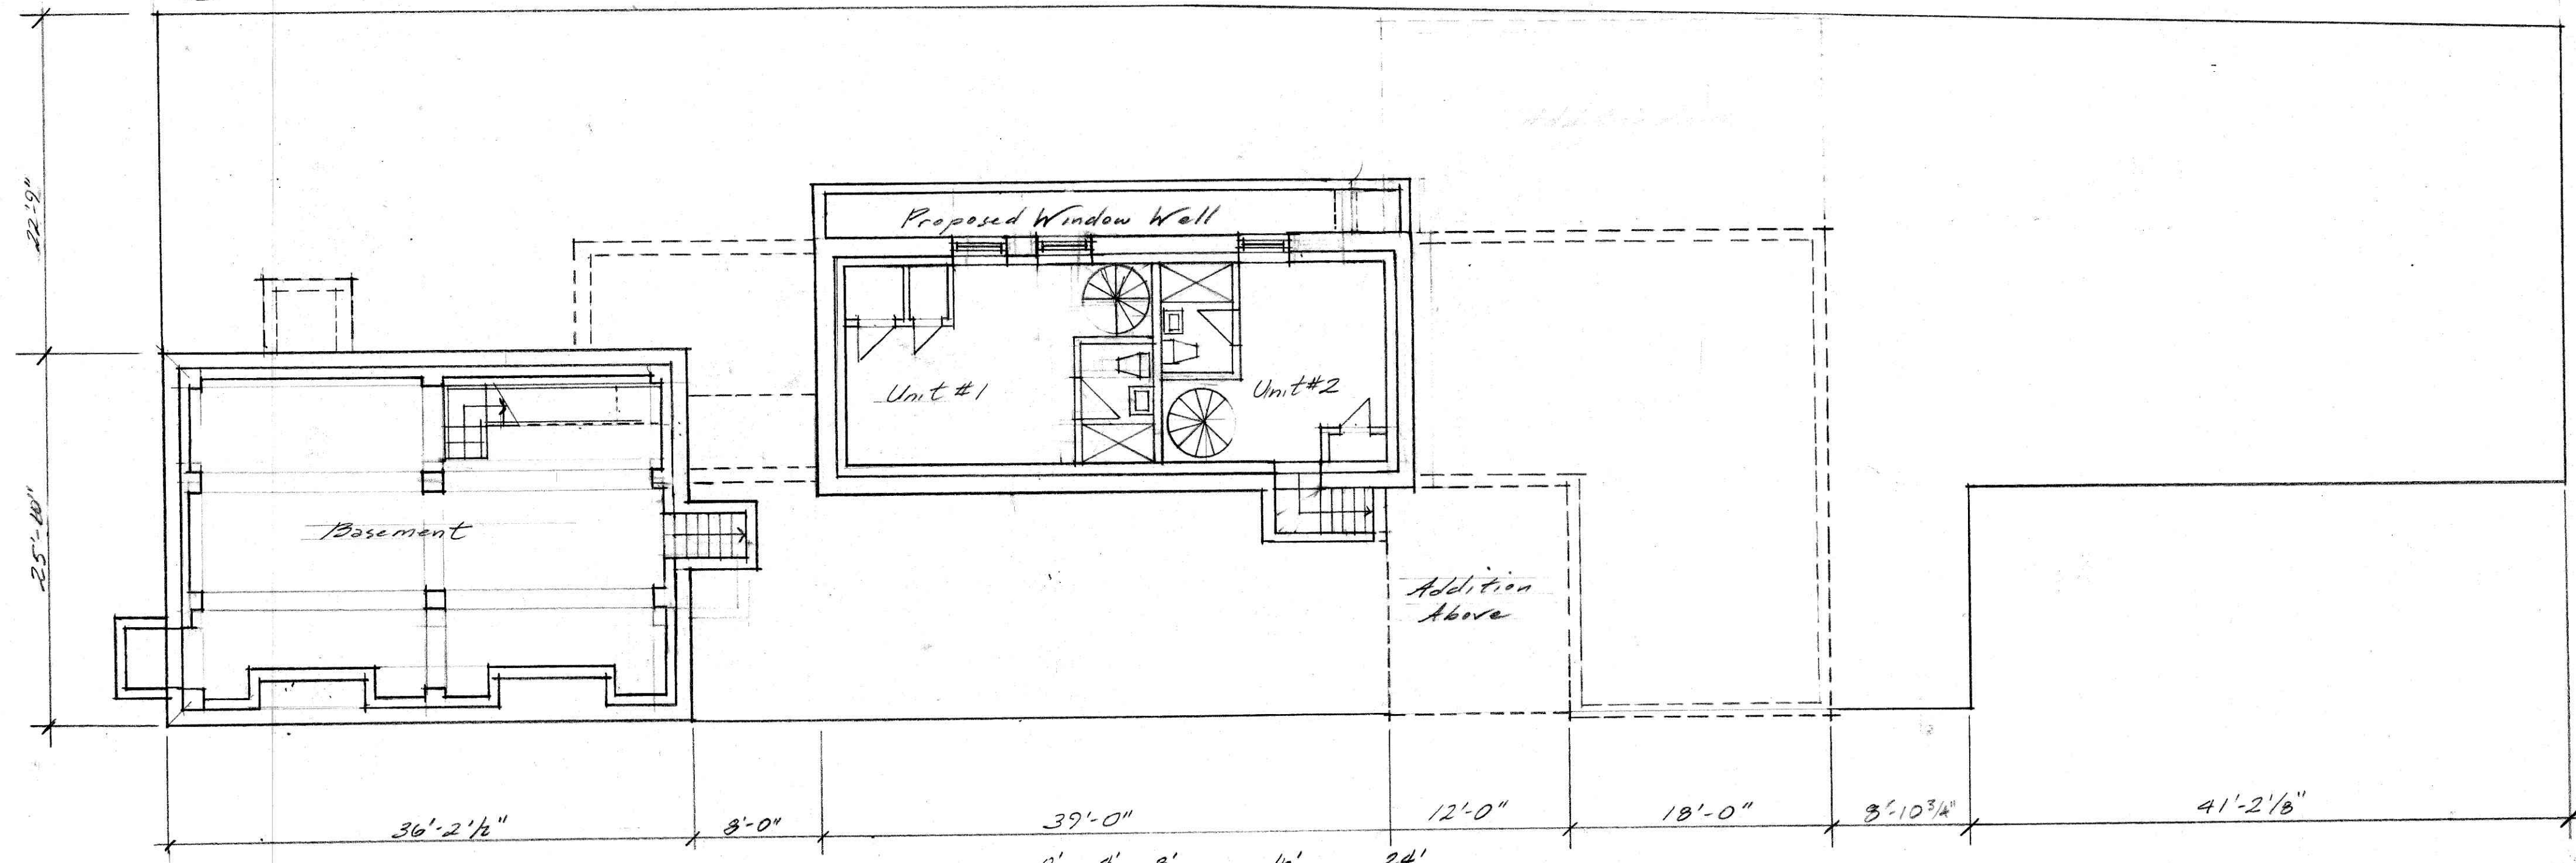 22'-9"
Proposed Window Well
Unit #1
Unit #2
25'-10"
Basement
Addition
Above
36'-2 1/2"
8'-0"
39'-0"
12'-0"
18'-0"
8'-10 3/4"
41'-2 1/8"
24'